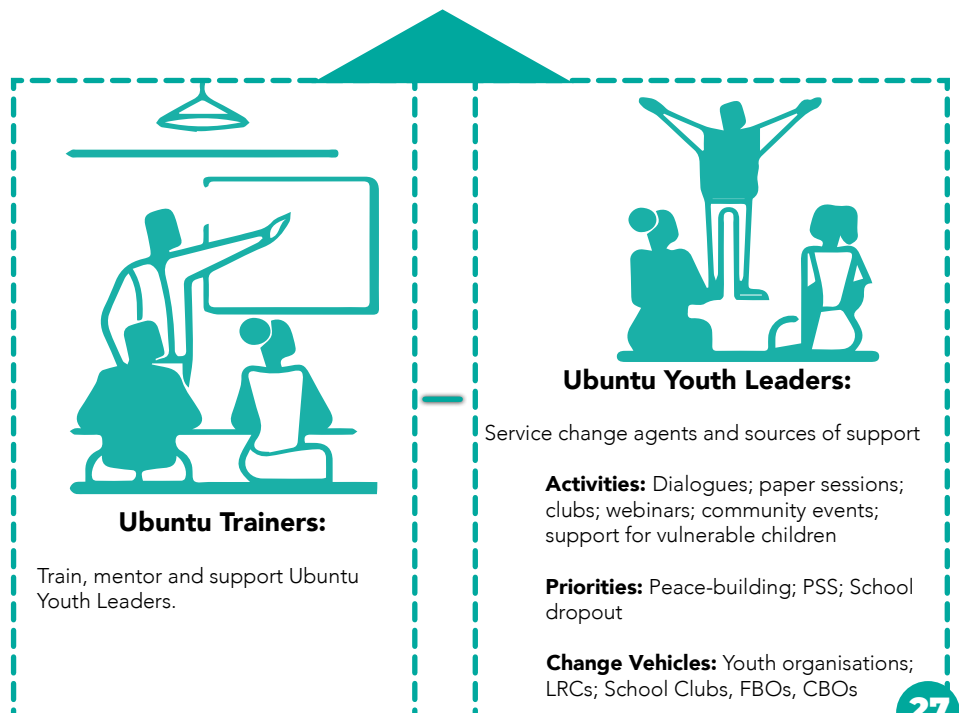 Ubuntu Trainers:
Train, mentor and support Ubuntu
Youth Leaders.
Ubuntu Youth Leaders:
Service change agents and sources of support
Activities: Dialogues; paper sessions;
clubs; webinars; community events;
support for vulnerable children
Priorities: Peace-building; PSS; School
dropout
Change Vehicles: Youth organisations;
LRCs; School Clubs, FBOs, CBOs
27